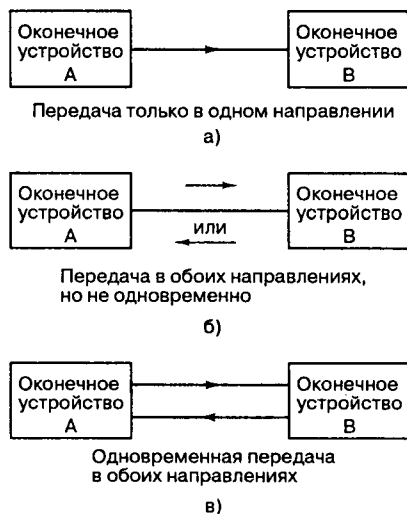 Оконечное
устройство
А
Оконечное
устройство
В
Передача только в одном направлении
а)
Оконечное
устройство
А
или
Оконечное
устройство
В
Передача в обоих направлениях,
но не одновременно
б)
Оконечное
устройство
А
Оконечное
устройство
В
Одновременная передача
в обоих направлениях
в)